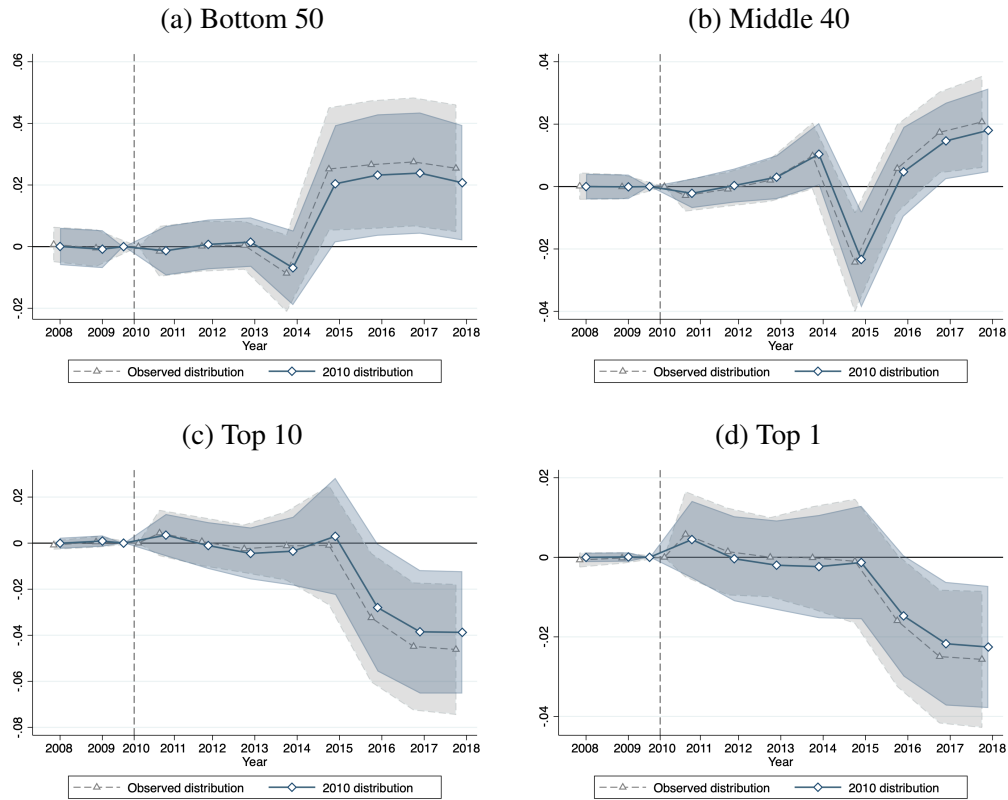 (a) Bottom 50
.06
.04
.02
0
-.02
2008 2009 2010 2011 2012 2013 2014 2015 2016 2017 2018
Year
Observed distribution 2010 distribution
(b) Middle 40
.04
.02
0
-.02
-.04
2008 2009 2010 2011 2012 2013 2014 2015 2016 2017 2018
Year
Observed distribution 2010 distribution
(c) Top 10
.02
0
-.02
-.04
-.06
-.08
2008 2009 2010 2011 2012 2013 2014 2015 2016 2017 2018
Year
Observed distribution 2010 distribution
(d) Top 1
.02
0
-.02
-.04
2008 2009 2010 2011 2012 2013 2014 2015 2016 2017 2018
Year
Observed distribution 2010 distribution